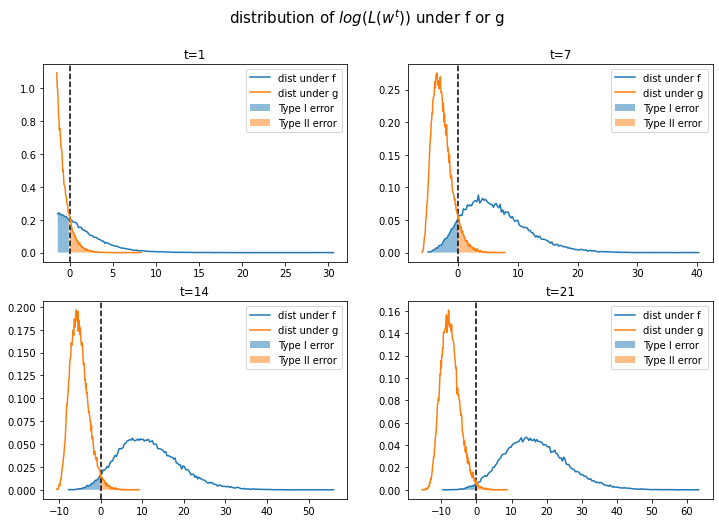 distribution of log(L(w^t)) under f or g
t=1
dist under f
dist under g
Type I error
Type II error
1.0
0.8
0.6
0.4
0.2
0.0
0 5 10 15 20 25 30
t=7
dist under f
dist under g
Type I error
Type II error
0.25
0.20
0.15
0.10
0.05
0.00
0 10 20 30 40
t=14
dist under f
dist under g
Type I error
Type II error
0.200
0.175
0.150
0.125
0.100
0.075
0.050
0.025
0.000
−10 0 10 20 30 40 50
t=21
dist under f
dist under g
Type I error
Type II error
0.16
0.14
0.12
0.10
0.08
0.06
0.04
0.02
0.00
−10 0 10 20 30 40 50 60